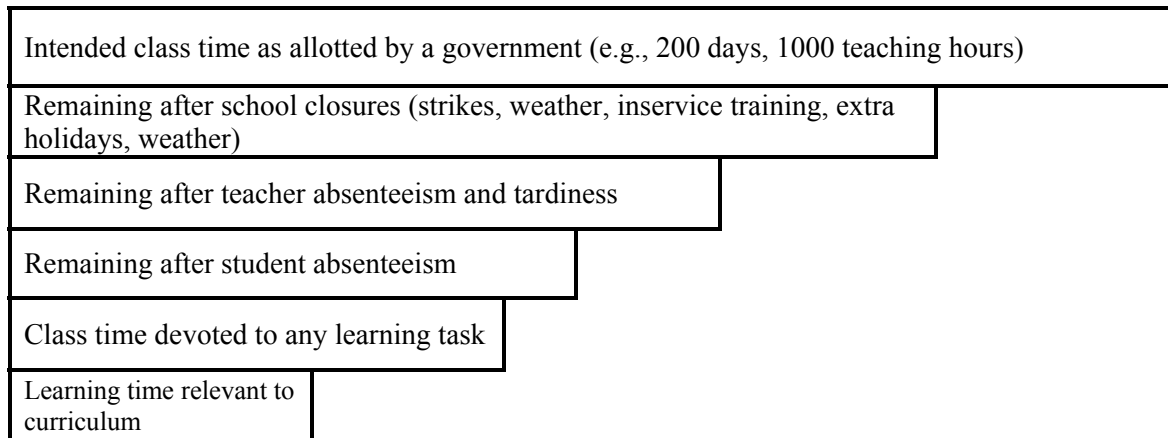 Intended class time as allotted by a government (e.g., 200 days, 1000 teaching hours)
Remaining after school closures (strikes, weather, inservice training, extra
holidays, weather)
Remaining after teacher absenteeism and tardiness
Remaining after student absenteeism
Class time devoted to any learning task
Learning time relevant to
curriculum